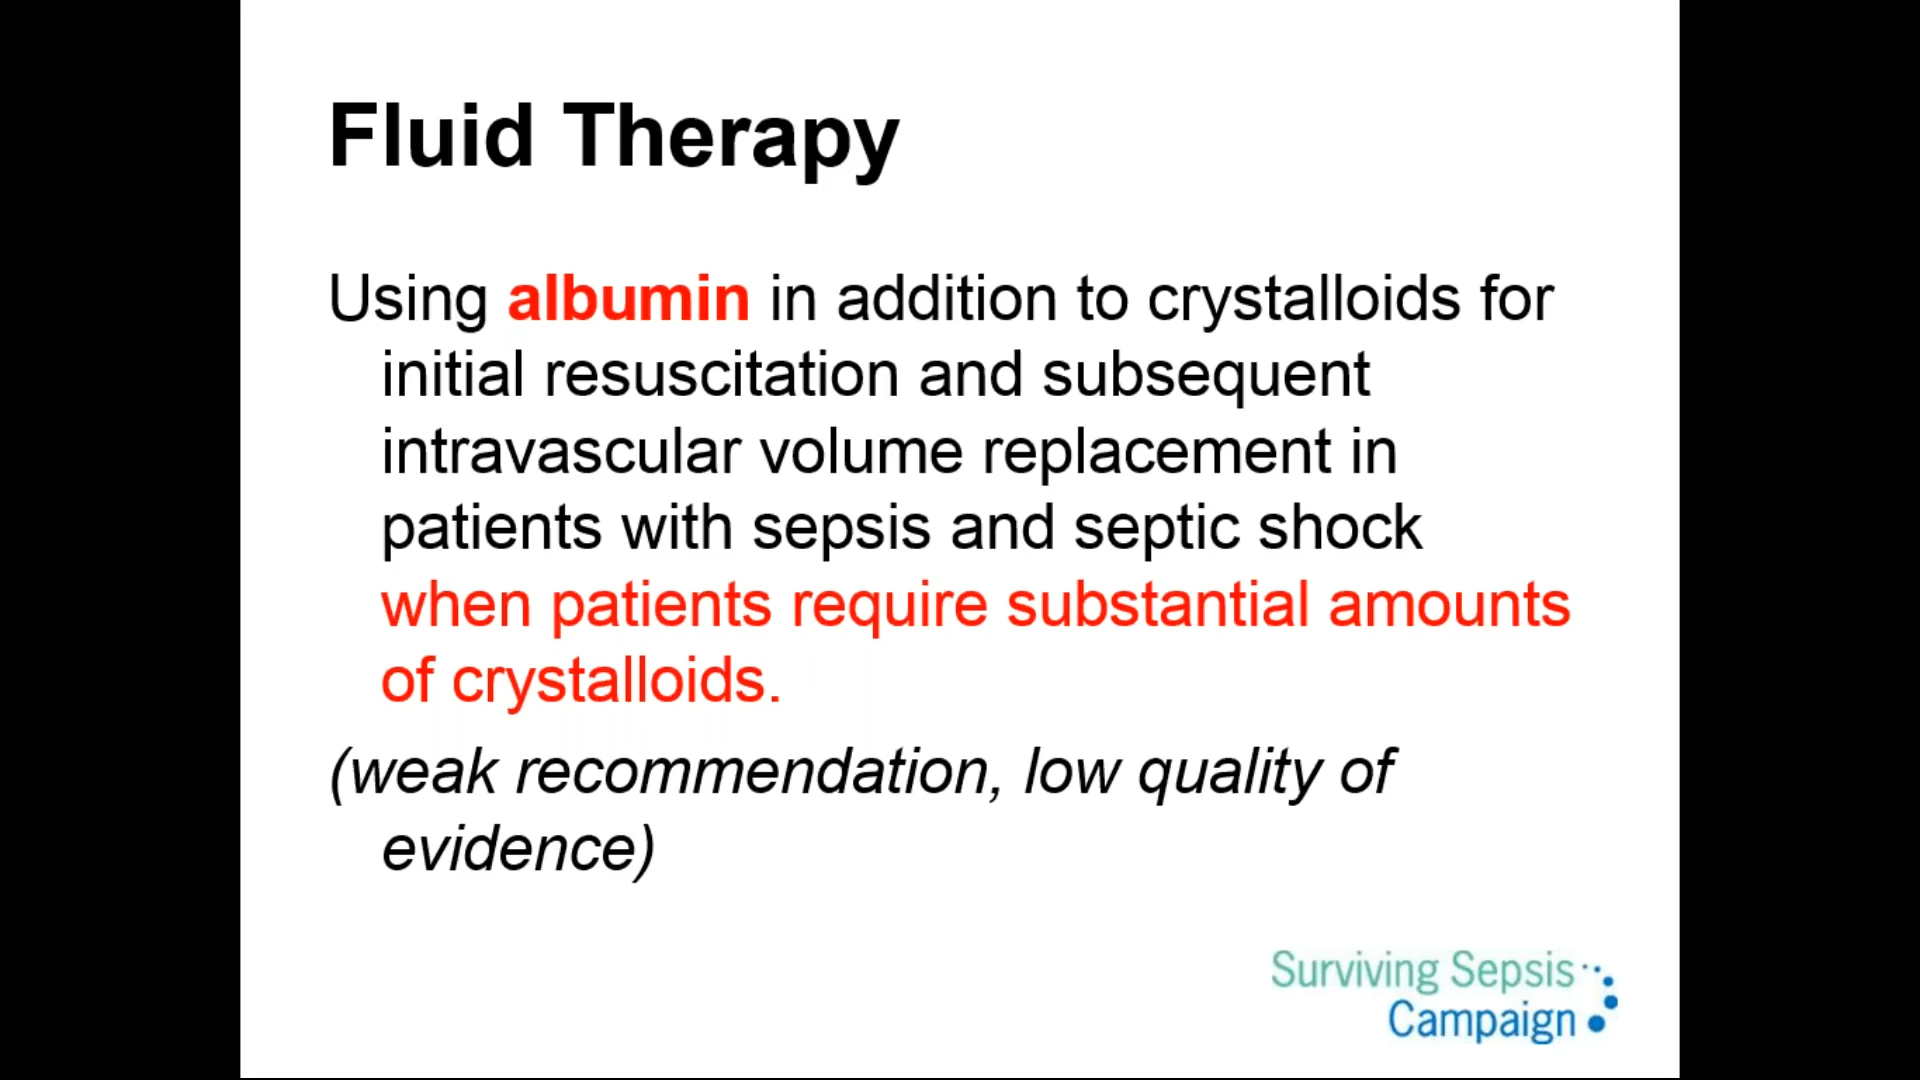 Fluid Therapy
Using albumin in addition to crystalloids for
initial resuscitation and subsequent
intravascular volume replacement in
patients with sepsis and septic shock
when patients require substantial amounts
of crystalloids.
(weak recommendation, low quality of
evidence)
Surviving Sepsis
Campaign